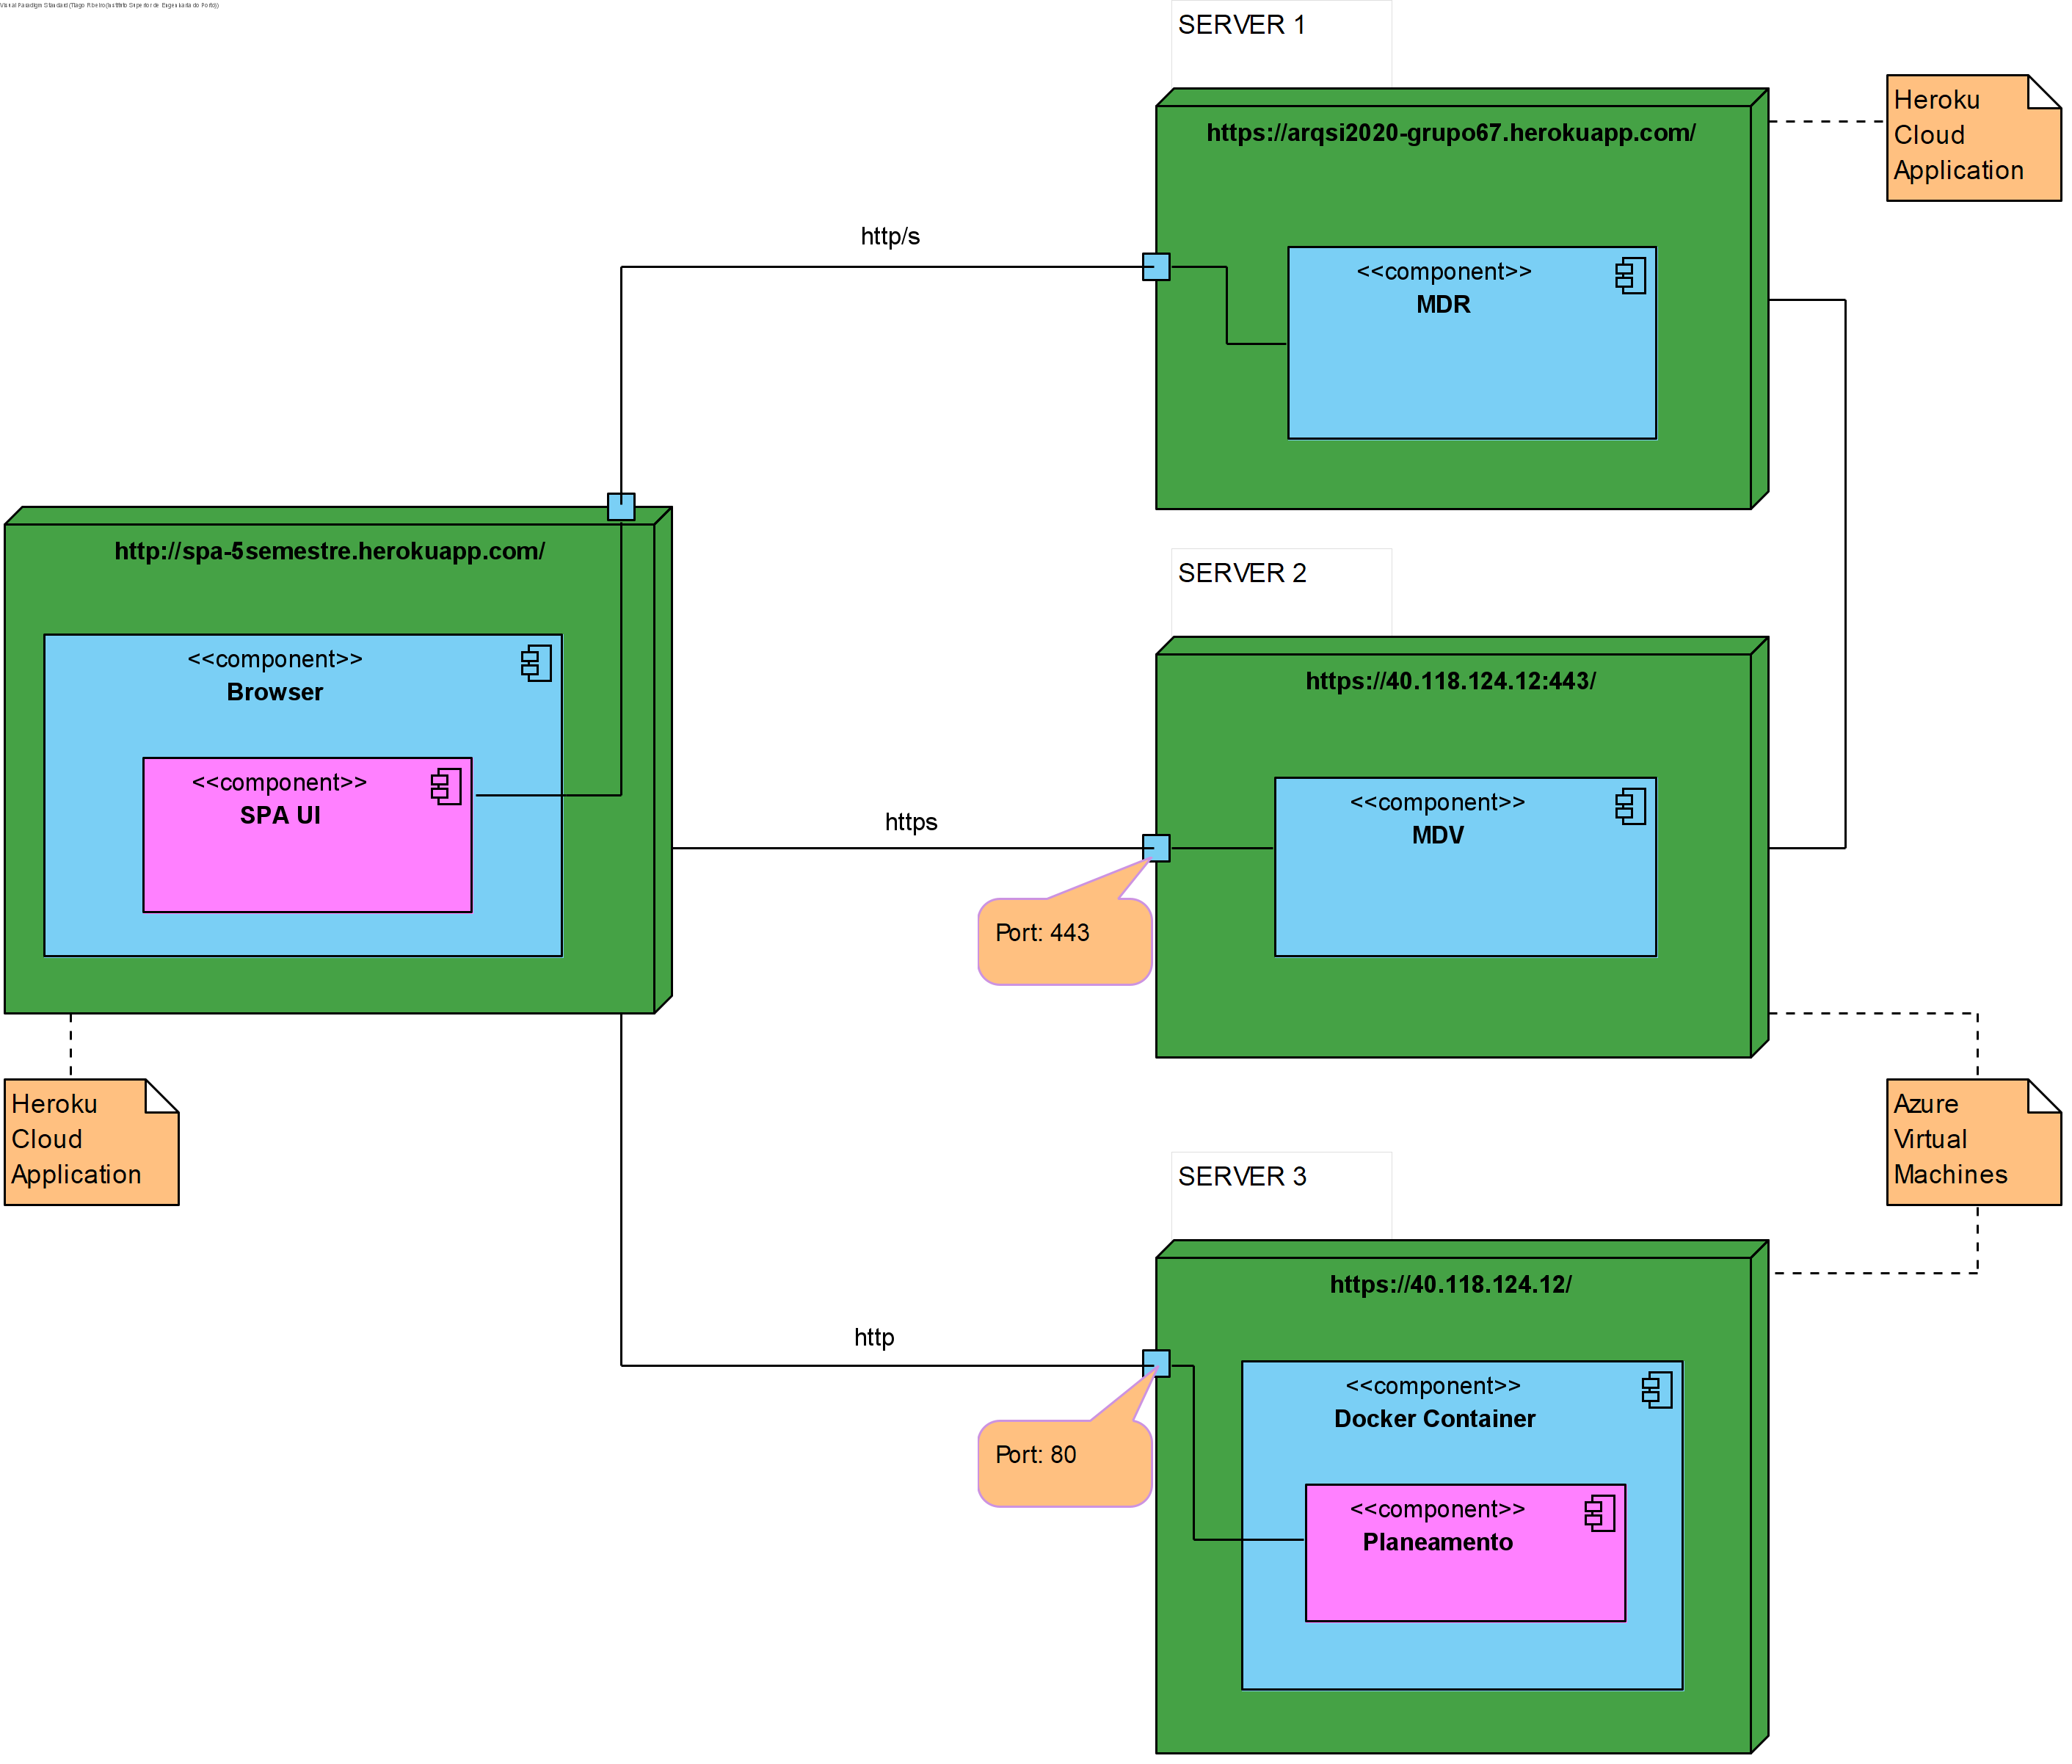 Visual Paradigm Standard (Tiago Ribeiro(Instituto Superior de Engenharia do Porto))
SERVER 1
https://arqsi2020-grupo67.herokuapp.com/
Heroku
Cloud
Application
http/s
<<component>>
MDR
http://spa-5semestre.herokuapp.com/
<<component>>
Browser
<<component>>
SPA UI
Heroku
Cloud
Application
SERVER 2
https://40.118.124.12:443/
https
<<component>>
MDV
Port: 443
Azure
Virtual
Machines
SERVER 3
https://40.118.124.12/
http
<<component>>
Docker Container
Port: 80
<<component>>
Planeamento